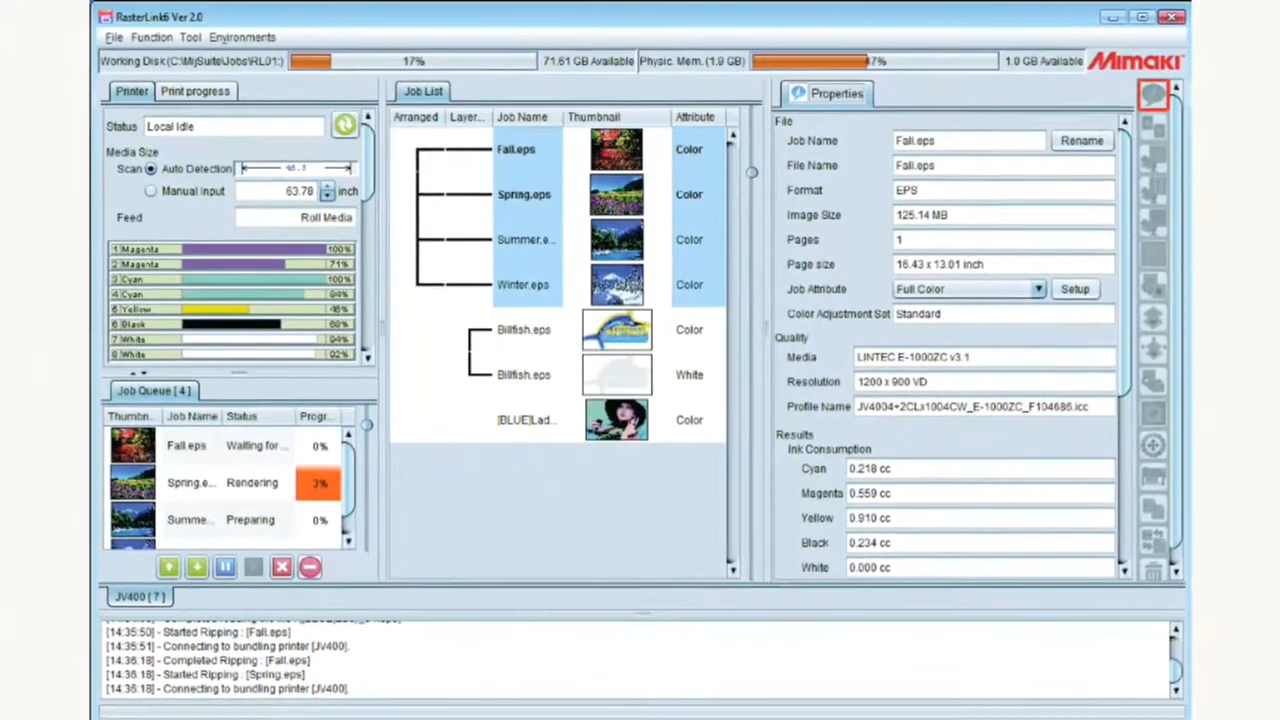 RasterLink6 Ver 2.0
File Function Tool Environments
Working Disk (C:\MijSuite\Jobs\RL01:) 17% 71.61 GB Available Physic. Mem. (1.9 GB) 47% 1.0 GB Available Mimaki
Printer Print progress
Status Local Idle
Media Size
Scan Auto Detection
Manual Input 63.78 inch
Feed Roll Media
1 Magenta 100%
2 Magenta 71%
3 Cyan 100%
4 Cyan 94%
5 Yellow 46%
6 Black 68%
7 White 94%
8 White 92%
Job Queue [ 4 ]
Thumbn... Job Name Status Progr...
Fall.eps Waiting for ... 0%
Spring.e... Rendering 3%
Summe... Preparing 0%
Job List
Arranged Layer... Job Name Thumbnail Attribute
Fall.eps Color
Spring.eps Color
Summer.e... Color
Winter.eps Color
Billfish.eps Color
Billfish.eps White
[BLUE]Lad... Color
Properties
File
Job Name Fall.eps Rename
File Name Fall.eps
Format EPS
Image Size 125.14 MB
Pages 1
Page size 16.43 x 13.01 inch
Job Attribute Full Color Setup
Color Adjustment Set Standard
Quality
Media LINTEC E-1000ZC v3.1
Resolution 1200 x 900 VD
Profile Name JV4004+2CLx1004CW_E-1000ZC_F104686.icc
Results
Ink Consumption
Cyan 0.218 cc
Magenta 0.559 cc
Yellow 0.910 cc
Black 0.234 cc
White 0.000 cc
JV400 [ 7 ]
[14:35:50] - Started Ripping : [Fall.eps]
[14:35:51] - Connecting to bundling printer [JV400].
[14:36:18] - Completed Ripping : [Fall.eps]
[14:36:18] - Started Ripping : [Spring.eps]
[14:36:18] - Connecting to bundling printer [JV400].